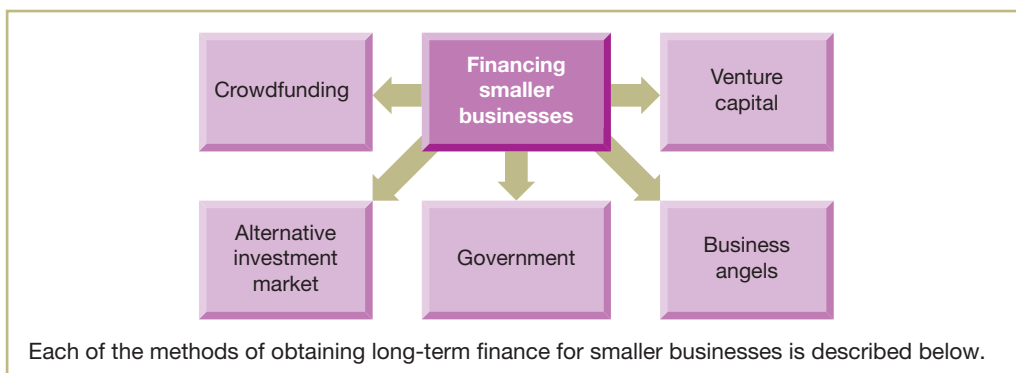 Crowdfunding
Financing
smaller
businesses
Venture
capital
Alternative
investment
market
Government
Business
angels
Each of the methods of obtaining long-term finance for smaller businesses is described below.